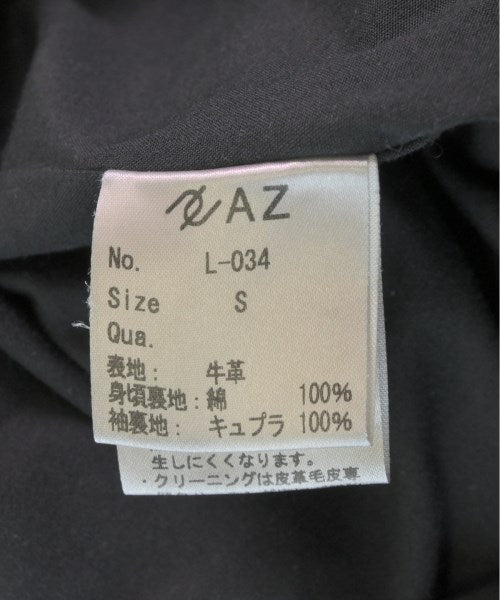 AZ
No. L-034
Size S
Qua.
表地: 牛革
身頃裏地: 綿 100%
袖裏地: キュプラ 100%
生しにくくなります。
・クリーニングは皮革毛皮専